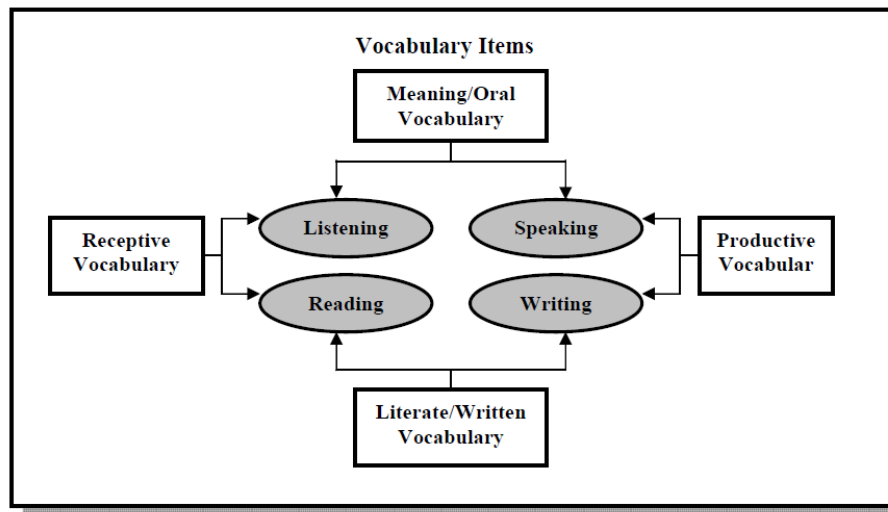 Vocabulary Items
Meaning/Oral
Vocabulary
Listening
Speaking
Receptive
Vocabulary
Productive
Vocabular
Reading
Writing
Literate/Written
Vocabulary